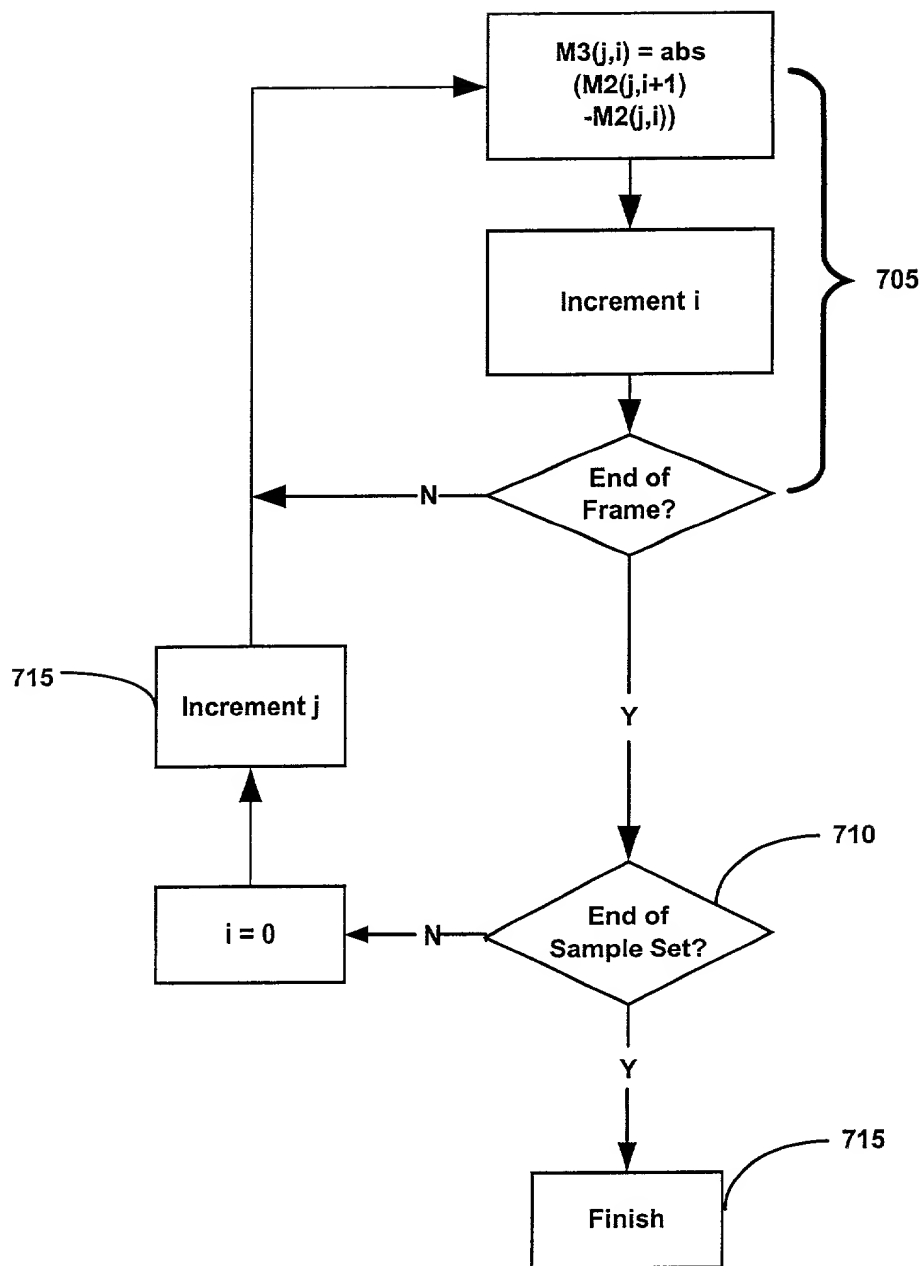 M3(j,i) = abs
(M2(j,i+1)
-M2(j,i))
705
Increment i
End of
Frame?
N
715
Increment j
Y
710
i = 0
N
End of
Sample Set?
Y
715
Finish